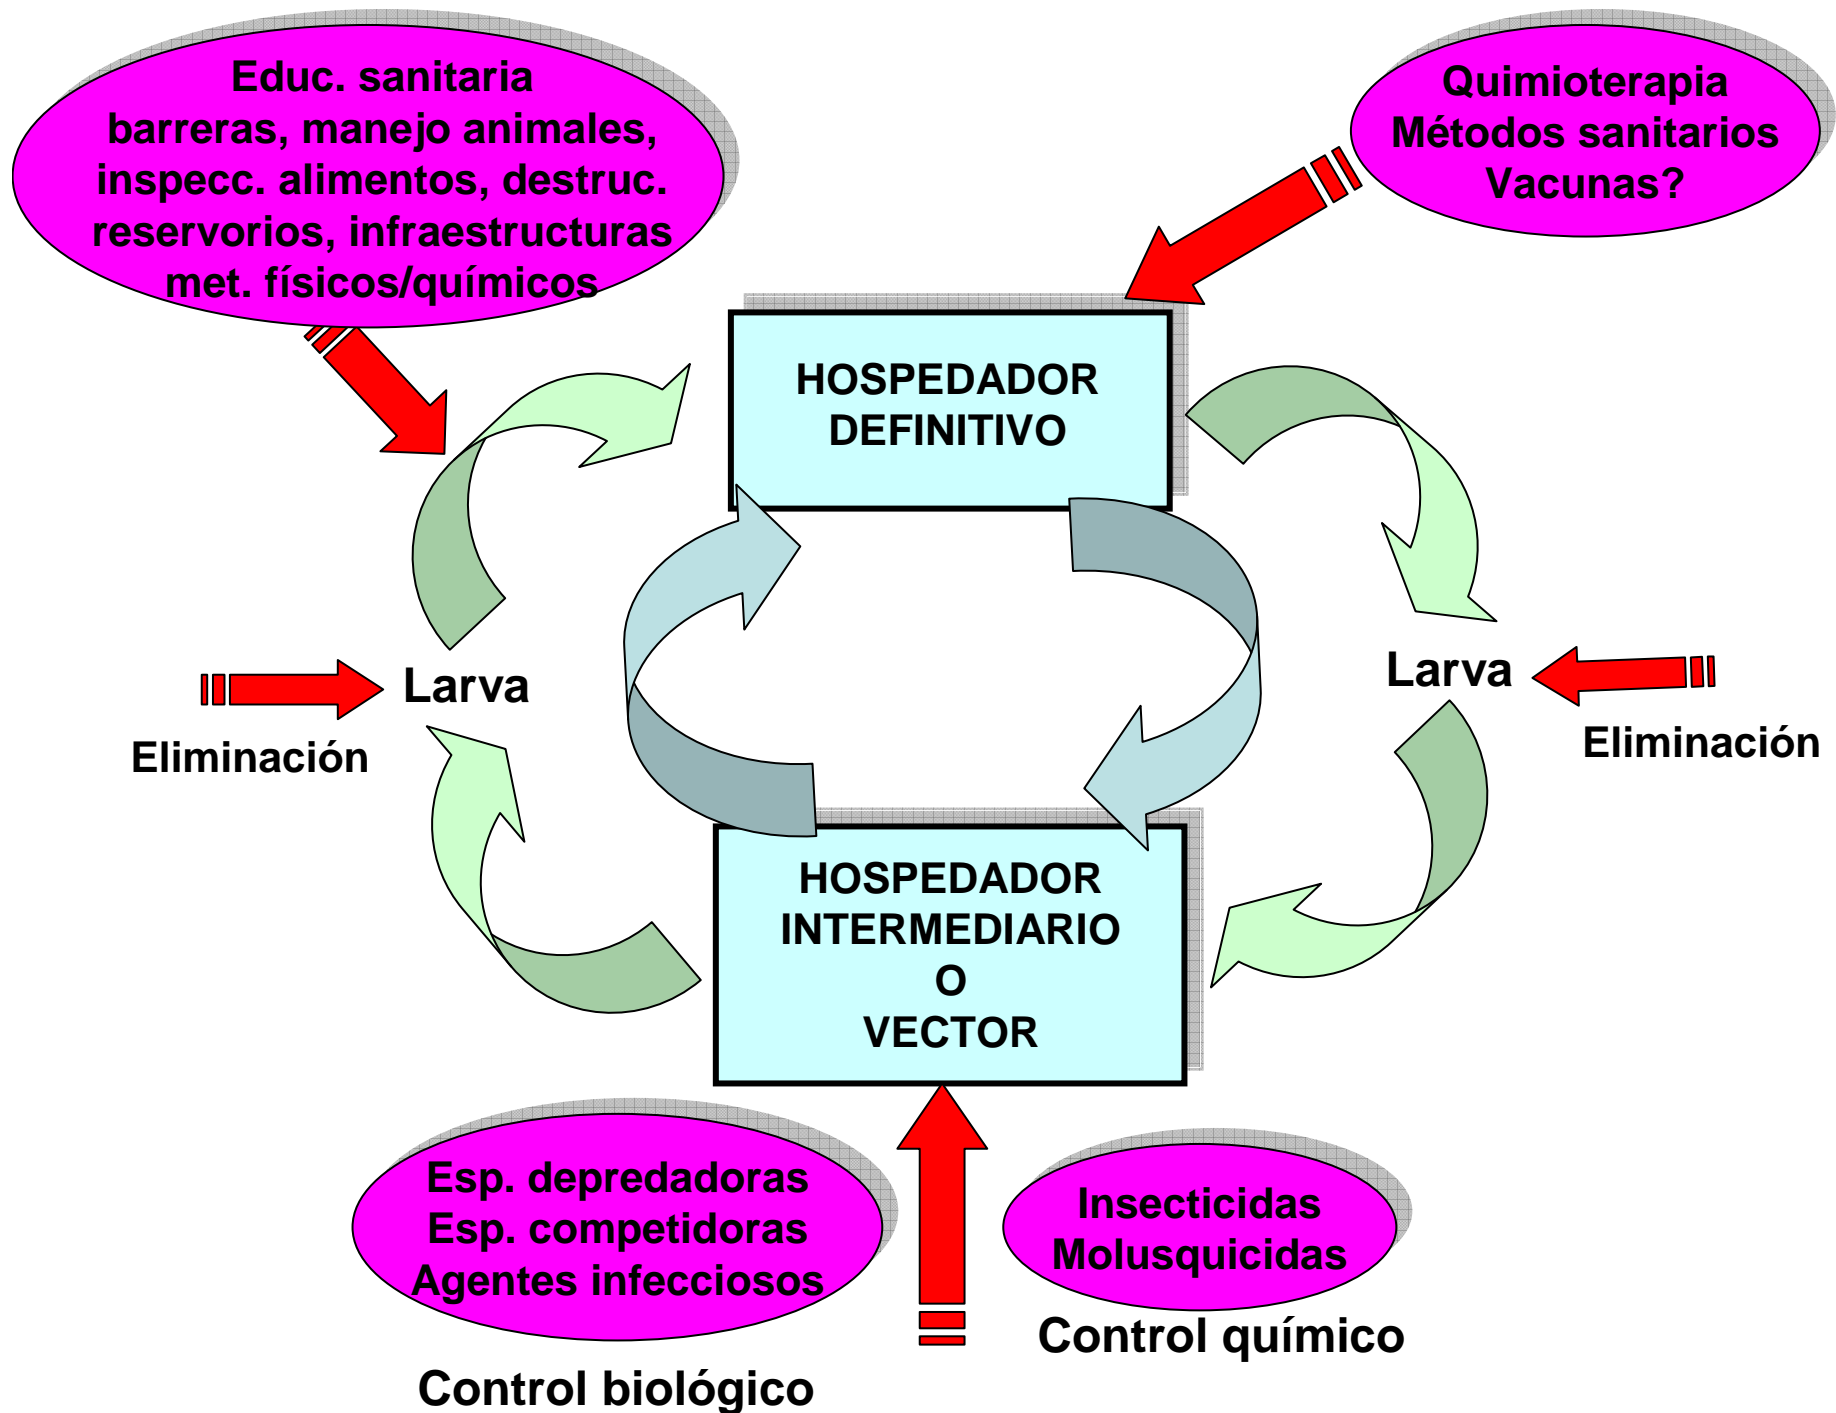 Educ. sanitaria
barreras, manejo animales,
inspecc. alimentos, destruc.
reservorios, infraestructuras
met. físicos/químicos
Quimioterapia
Métodos sanitarios
Vacunas?
HOSPEDADOR
DEFINITIVO
Larva
Eliminación
Larva
Eliminación
HOSPEDADOR
INTERMEDIARIO
O
VECTOR
Esp. depredadoras
Esp. competidoras
Agentes infecciosos
Control biológico
Insecticidas
Molusquicidas
Control químico